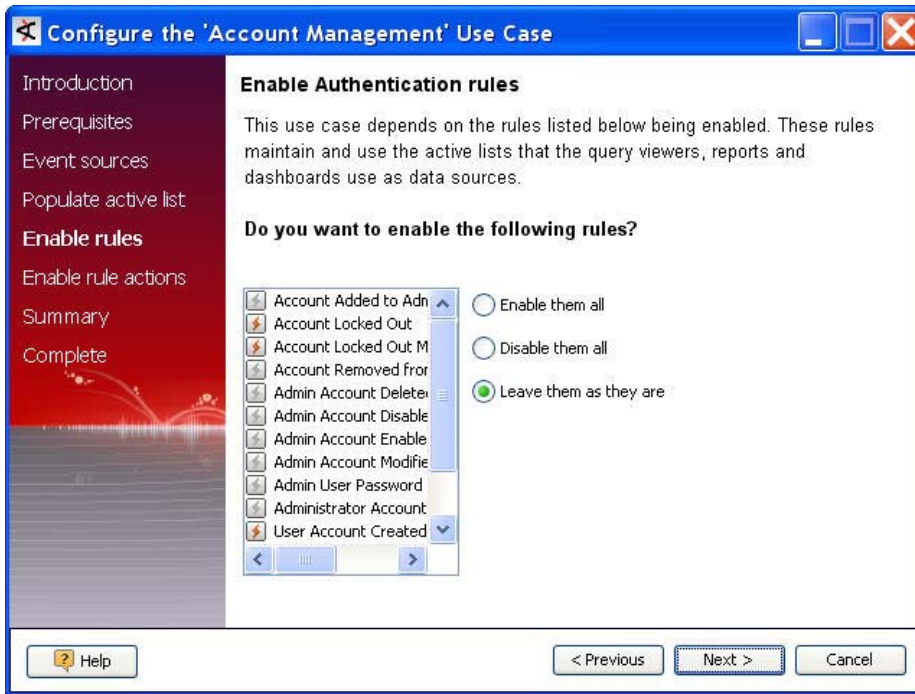 Configure the 'Account Management' Use Case
Introduction
Prerequisites
Event sources
Populate active list
Enable rules
Enable rule actions
Summary
Complete
Enable Authentication rules
This use case depends on the rules listed below being enabled. These rules
maintain and use the active lists that the query viewers, reports and
dashboards use as data sources.
Do you want to enable the following rules?
Account Added to Adn
Account Locked Out
Account Locked Out M
Account Removed fror
Admin Account Delete
Admin Account Disable
Admin Account Enable
Admin Account Modifie
Admin User Password
Administrator Account
User Account Created
Enable them all
Disable them all
Leave them as they are
Help
< Previous
Next >
Cancel